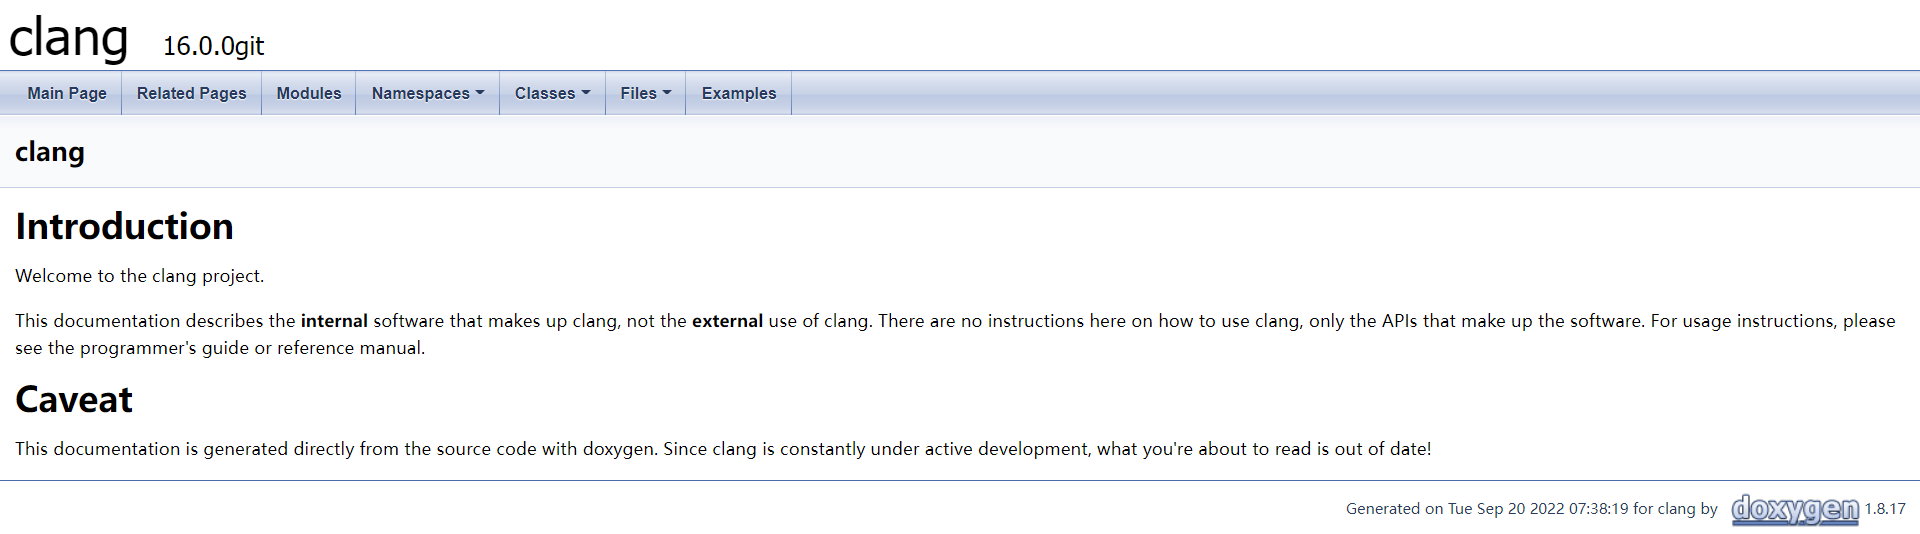 clang 16.0.0git
Main Page Related Pages Modules Namespaces Classes Files Examples
clang
Introduction
Welcome to the clang project.
This documentation describes the internal software that makes up clang, not the external use of clang. There are no instructions here on how to use clang, only the APIs that make up the software. For usage instructions, please
see the programmer's guide or reference manual.
Caveat
This documentation is generated directly from the source code with doxygen. Since clang is constantly under active development, what you're about to read is out of date!
Generated on Tue Sep 20 2022 07:38:19 for clang by doxygen 1.8.17